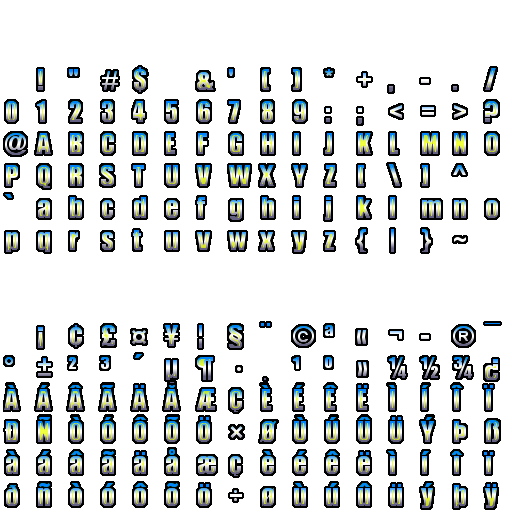 ! " # $ & ' ( ) * + , - . /
0 1 2 3 4 5 6 7 8 9 : ; < = > ?
@ A B C D E F G H I J K L M N O
P Q R S T U V W X Y Z [ \ ] ^
` a b c d e f g h i j k l m n o
p q r s t u v w x y z { | } ~
¡ ¢ £ ¤ ¥ ¦ § ¨ © ª « ¬ - ® ¯
° ± ² ³ ´ µ ¶ · ¹ º » ¼ ½ ¾ ¿
À Á Â Ã Ä Å Æ Ç È É Ê Ë Ì Í Î Ï
Ð Ñ Ò Ó Ô Õ Ö × Ø Ù Ú Û Ü Ý Þ ß
à á â ã ä å æ ç è é ê ë ì í î ï
ð ñ ò ó ô õ ö ÷ ø ù ú û ü ý þ ÿ